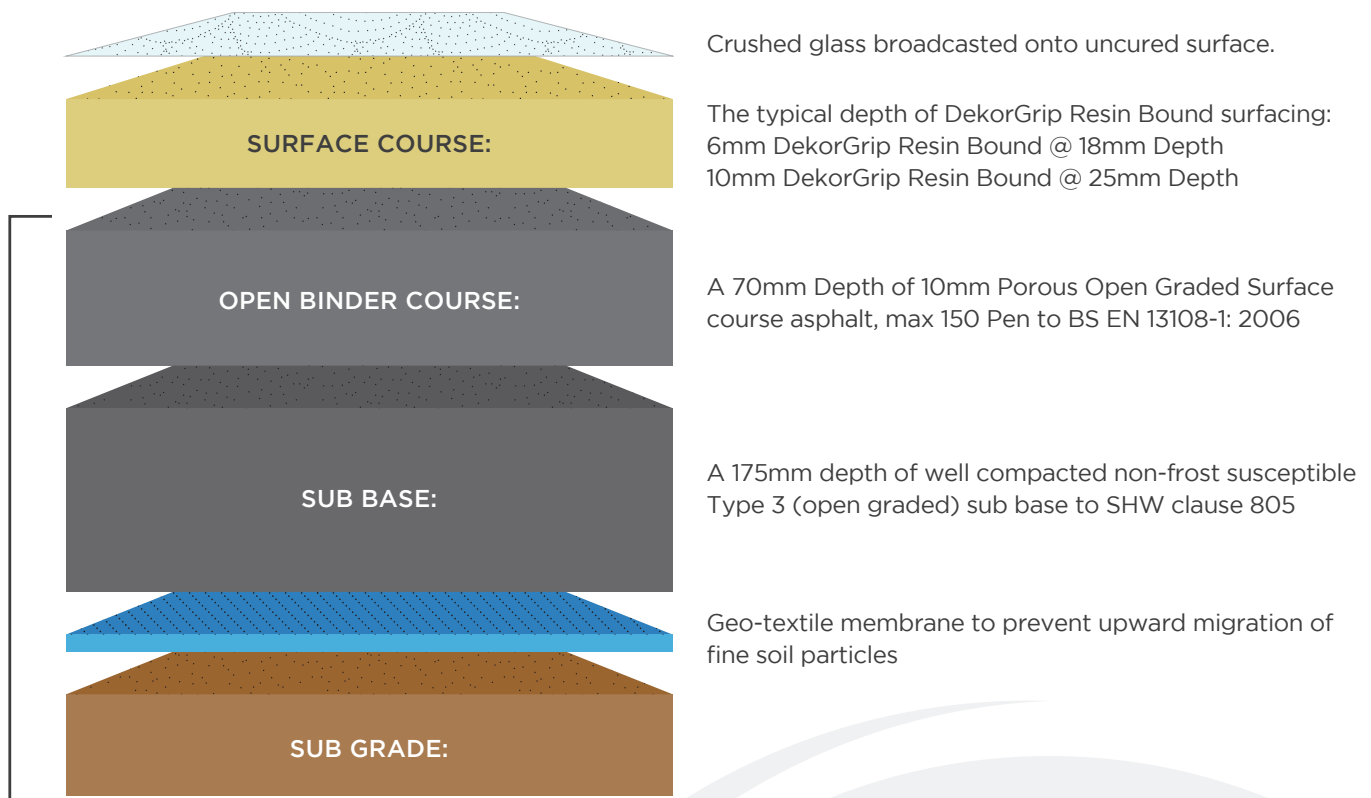 Crushed glass broadcasted onto uncured surface.
SURFACE COURSE:
The typical depth of DekorGrip Resin Bound surfacing:
6mm DekorGrip Resin Bound @ 18mm Depth
10mm DekorGrip Resin Bound @ 25mm Depth
OPEN BINDER COURSE:
A 70mm Depth of 10mm Porous Open Graded Surface
course asphalt, max 150 Pen to BS EN 13108-1: 2006
SUB BASE:
A 175mm depth of well compacted non-frost susceptible
Type 3 (open graded) sub base to SHW clause 805
Geo-textile membrane to prevent upward migration of
fine soil particles
SUB GRADE: